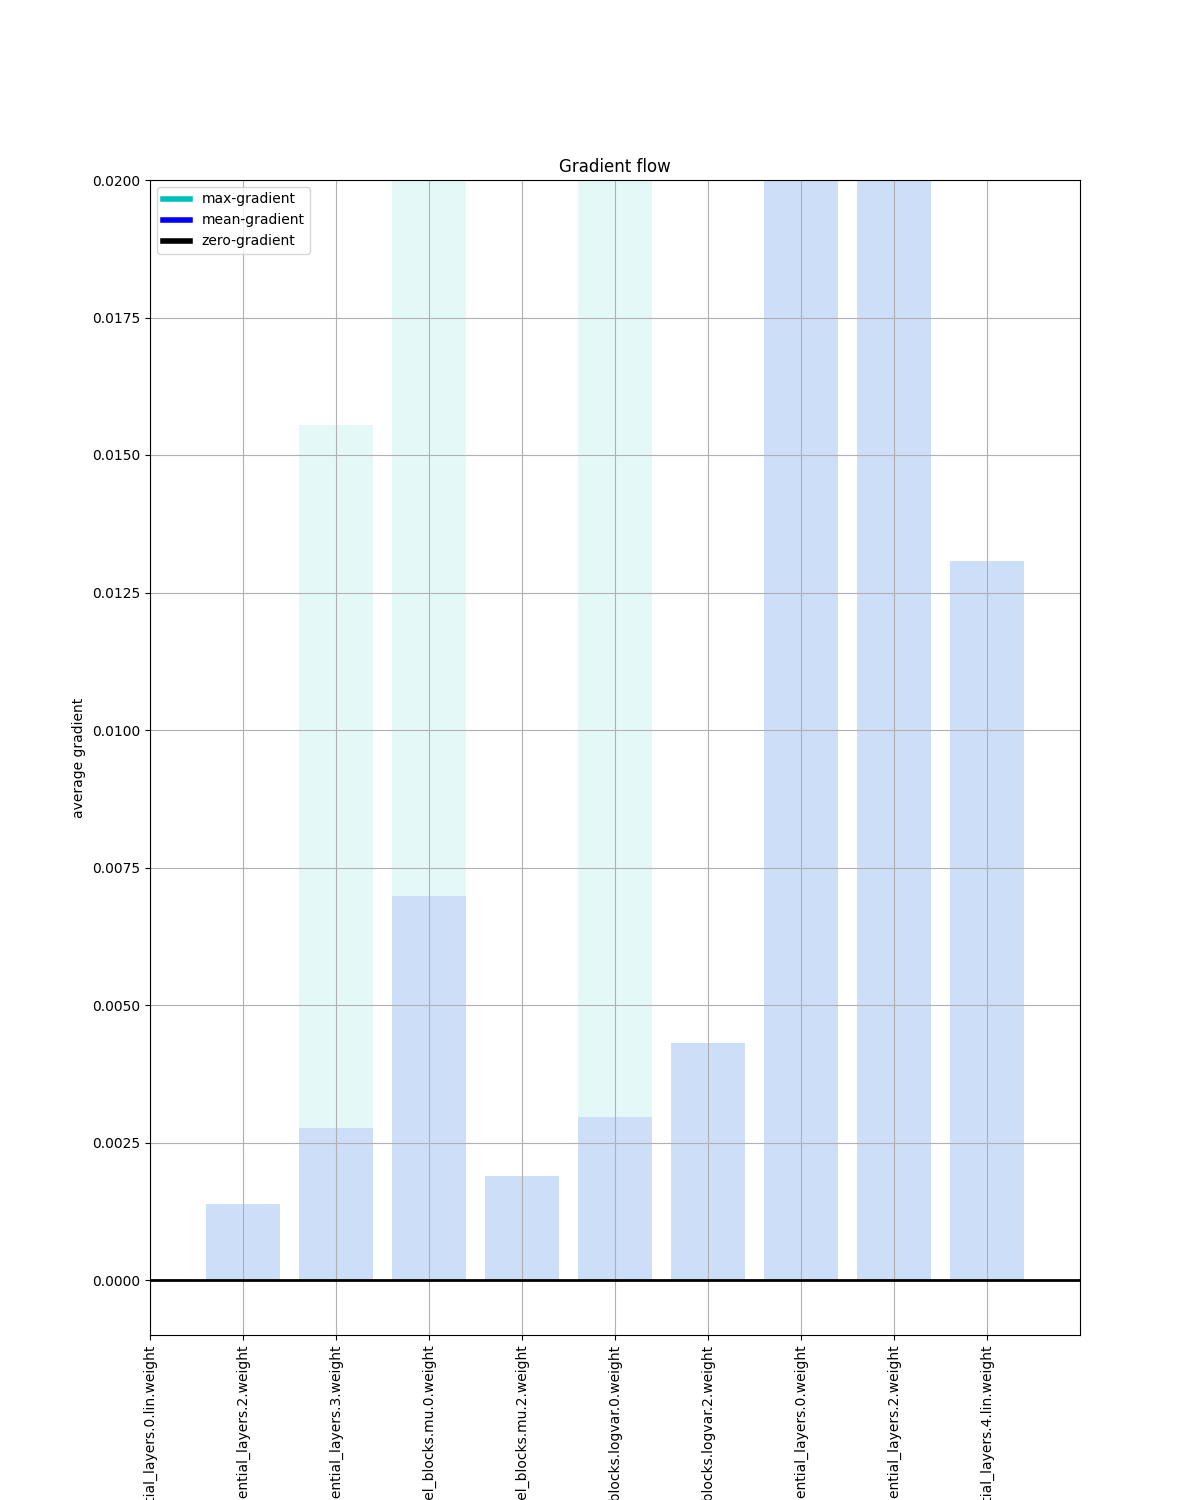 Gradient flow
max-gradient
mean-gradient
zero-gradient
0.0200
0.0175
0.0150
0.0125
0.0100
0.0075
0.0050
0.0025
0.0000
average gradient
tial_layers.0.lin.weight
ential_layers.2.weight
ential_layers.3.weight
el_blocks.mu.0.weight
el_blocks.mu.2.weight
blocks.logvar.0.weight
blocks.logvar.2.weight
ential_layers.0.weight
ential_layers.2.weight
tial_layers.4.lin.weight